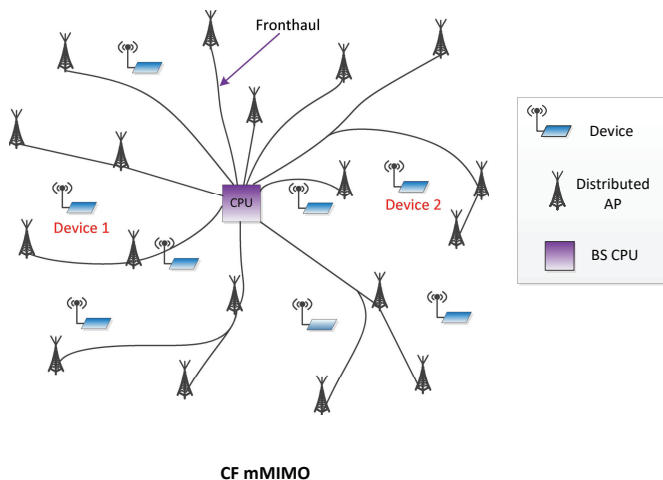 Fronthaul
Device
CPU
Device 2
Device 1
Distributed
AP
BS CPU
CF mMIMO